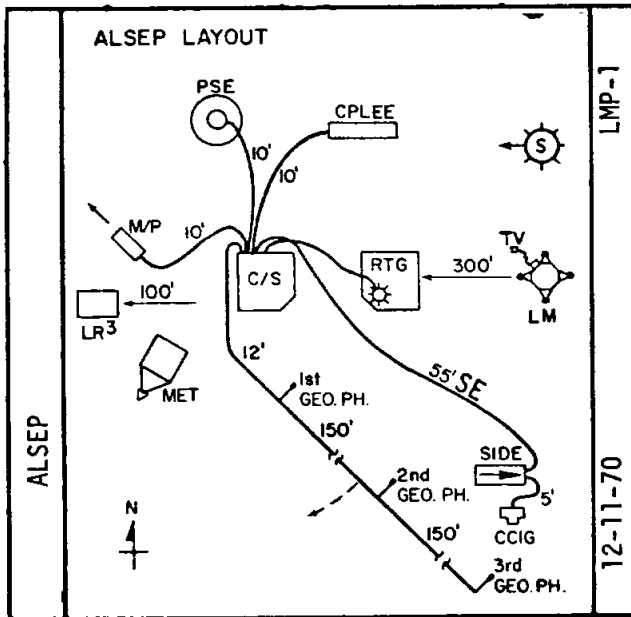 ALSEP LAYOUT
PSE
CPLEE
10'
10'
S
M/P
10'
TV
C/S
RTG
300'
LM
LR³
100'
MET
12'
1st
GEO. PH.
55' SE
150'
SIDE
2nd
GEO. PH.
5'
CCIG
N
150'
3rd
GEO. PH.
ALSEP
LMP-1
12-11-70